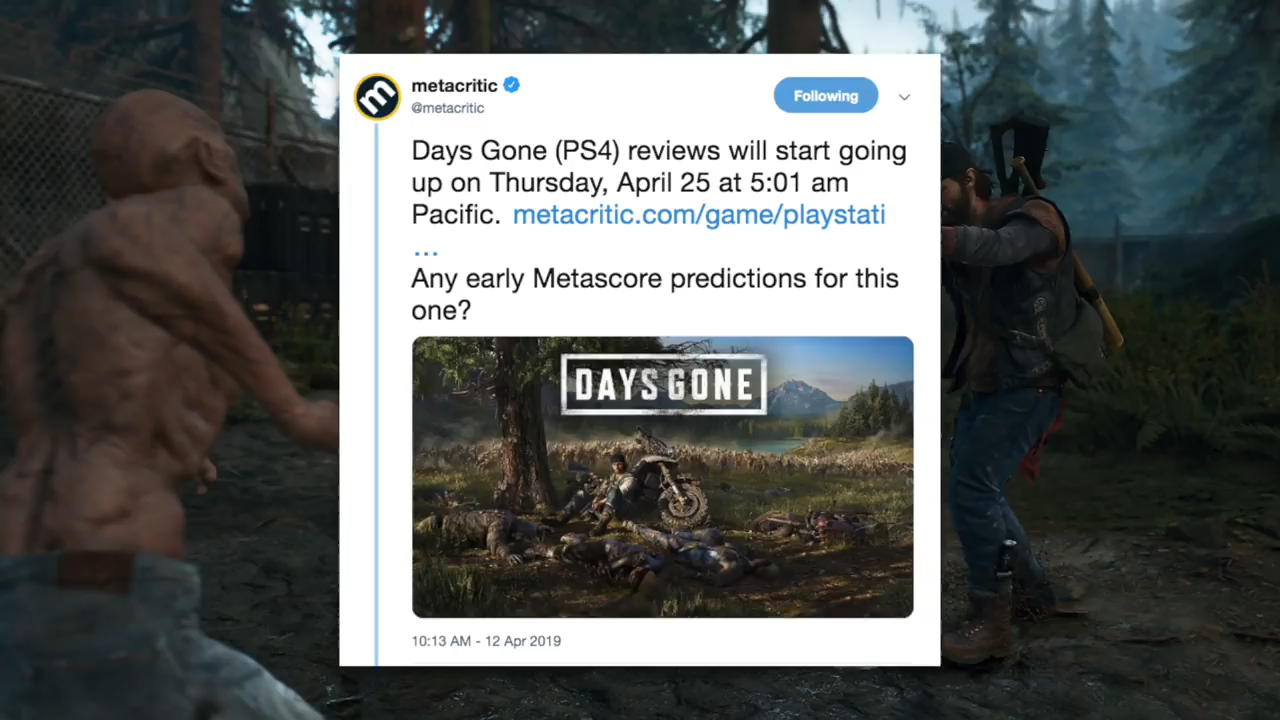 metacritic
@metacritic
Following
Days Gone (PS4) reviews will start going
up on Thursday, April 25 at 5:01 am
Pacific. metacritic.com/game/playstati
...
Any early Metascore predictions for this
one?
DAYS GONE
10:13 AM - 12 Apr 2019